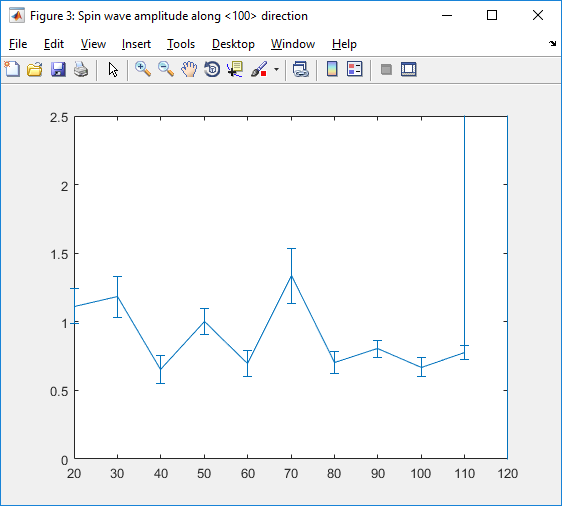 Figure 3: Spin wave amplitude along <100> direction
File Edit View Insert Tools Desktop Window Help
2.5
2
1.5
1
0.5
0
20 30 40 50 60 70 80 90 100 110 120